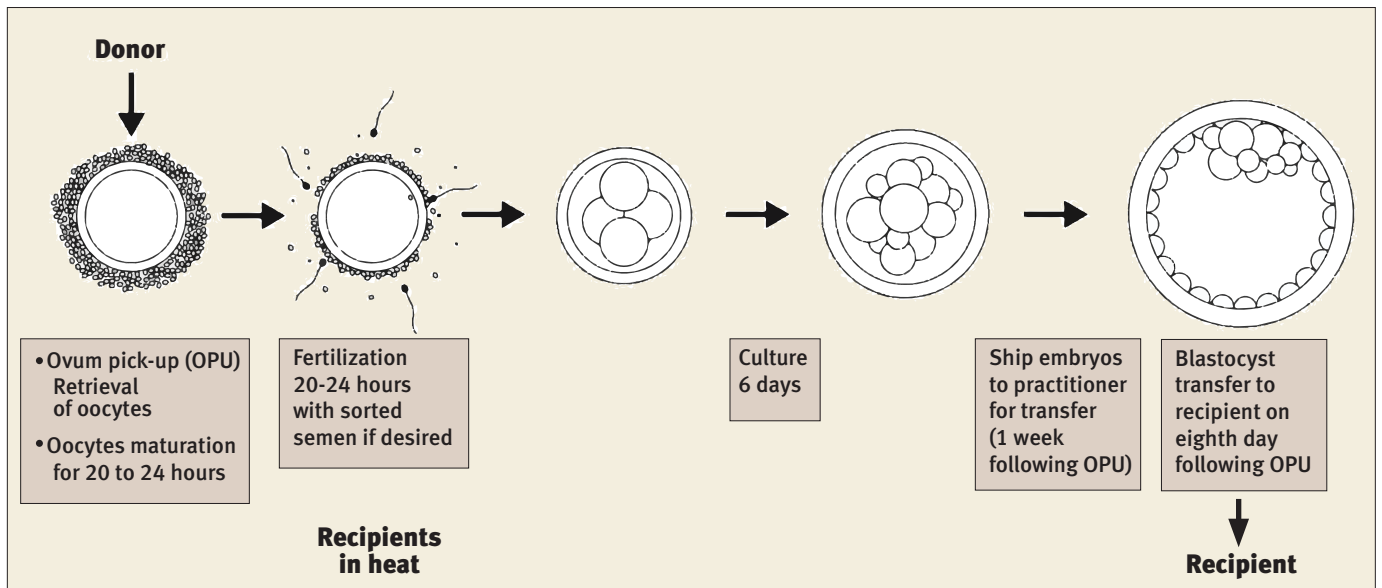 Donor
• Ovum pick-up (OPU)
Retrieval
of oocytes
• Oocytes maturation
for 20 to 24 hours
Fertilization
20-24 hours
with sorted
semen if desired
Culture
6 days
Ship embryos
to practitioner
for transfer
(1 week
following OPU)
Blastocyst
transfer to
recipient on
eighth day
following OPU
Recipients
in heat
Recipient